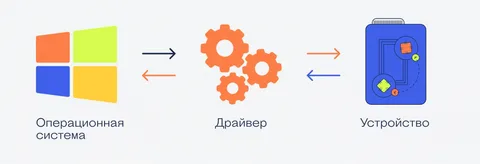 Операционная
система
Драйвер
Устройство